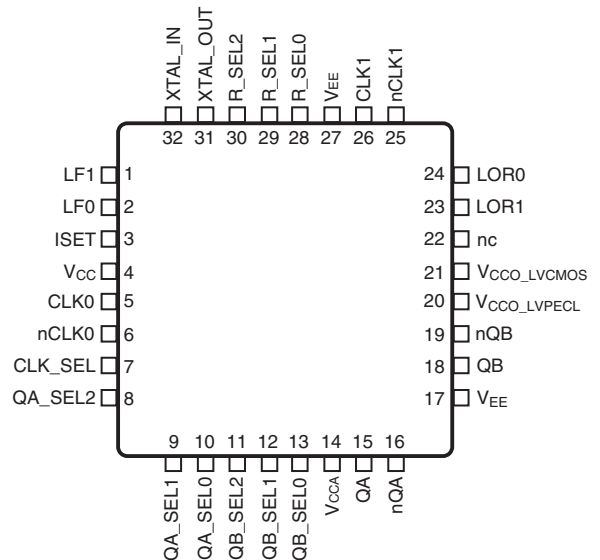 XTAL_IN
XTAL_OUT
R_SEL2
R_SEL1
R_SEL0
VEE
CLK1
nCLK1
32 31 30 29 28 27 26 25
LF1 1
LF0 2
ISET 3
VCC 4
CLK0 5
nCLK0 6
CLK_SEL 7
QA_SEL2 8
24 LOR0
23 LOR1
22 nc
21 VCCO_LVCMOS
20 VCCO_LVPECL
19 nQB
18 QB
17 VEE
9 10 11 12 13 14 15 16
QA_SEL1
QA_SEL0
QB_SEL2
QB_SEL1
QB_SEL0
VCCA
QA
nQA